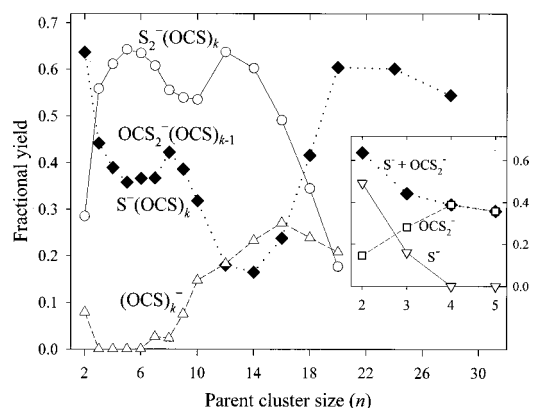 0.7
0.6
0.5
0.4
0.3
0.2
0.1
0.0
Fractional yield
S₂⁻(OCS)ₖ
OCS₂⁻(OCS)ₖ₋₁
S⁻(OCS)ₖ
(OCS)ₖ⁻
S⁻ + OCS₂⁻
OCS₂⁻
S⁻
0.6
0.4
0.2
0.0
2 3 4 5
2 6 10 14 18 22 26 30
Parent cluster size (n)